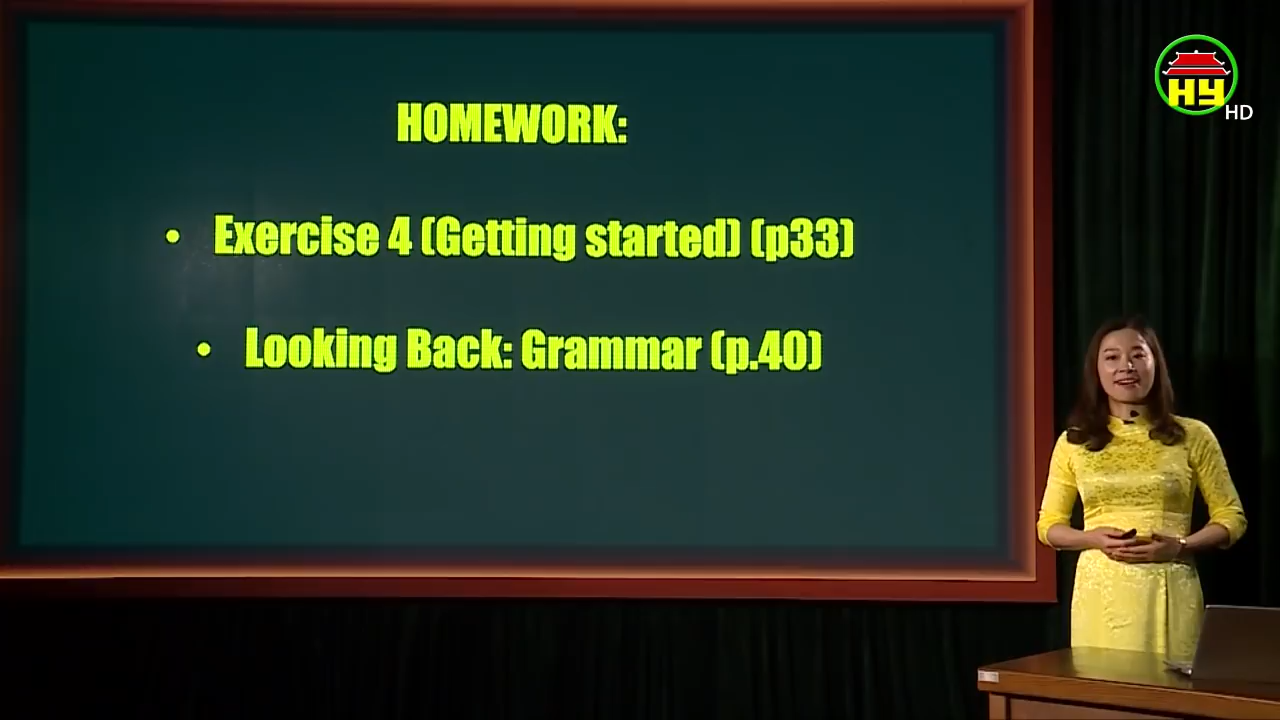 HOMEWORK:
• Exercise 4 (Getting started) (p33)
• Looking Back: Grammar (p.40)
HY
HD